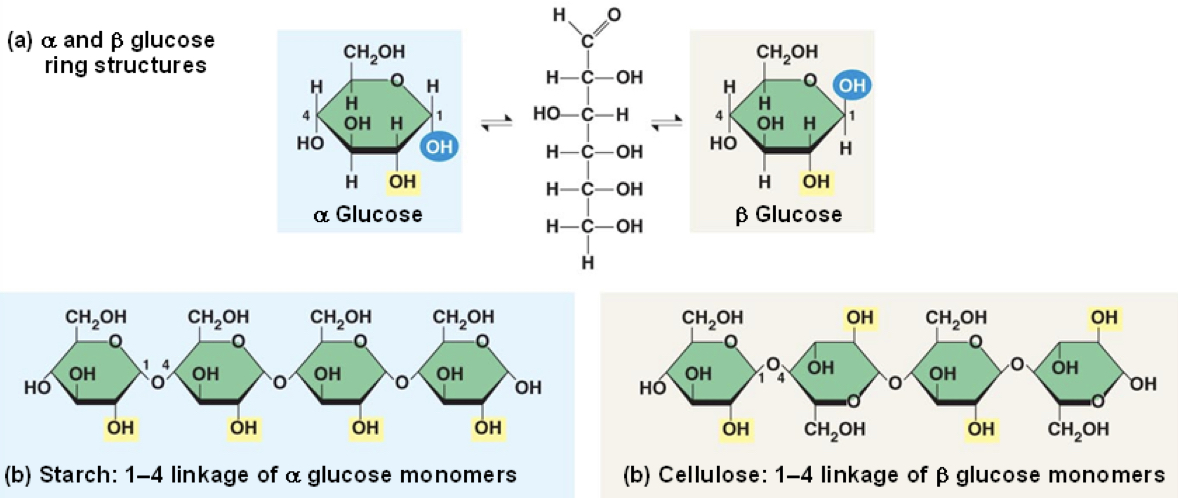 (a) α and β glucose
ring structures
H O
C
H–C–OH
HO–C–H
H–C–OH
H–C–OH
H–C–OH
H
CH₂OH
O
H
H
H
4
OH
H
1
HO
OH
H
OH
α Glucose
CH₂OH
O
OH
H
H
4
OH
H
1
HO
H
H
OH
β Glucose
CH₂OH CH₂OH CH₂OH CH₂OH
O O O O
OH 1 4 OH OH OH
HO O O O OH
OH OH OH OH
(b) Starch: 1–4 linkage of α glucose monomers
CH₂OH OH CH₂OH OH
O O O O
OH OH OH OH
HO 1 4 O OH
OH CH₂OH OH CH₂OH
(b) Cellulose: 1–4 linkage of β glucose monomers